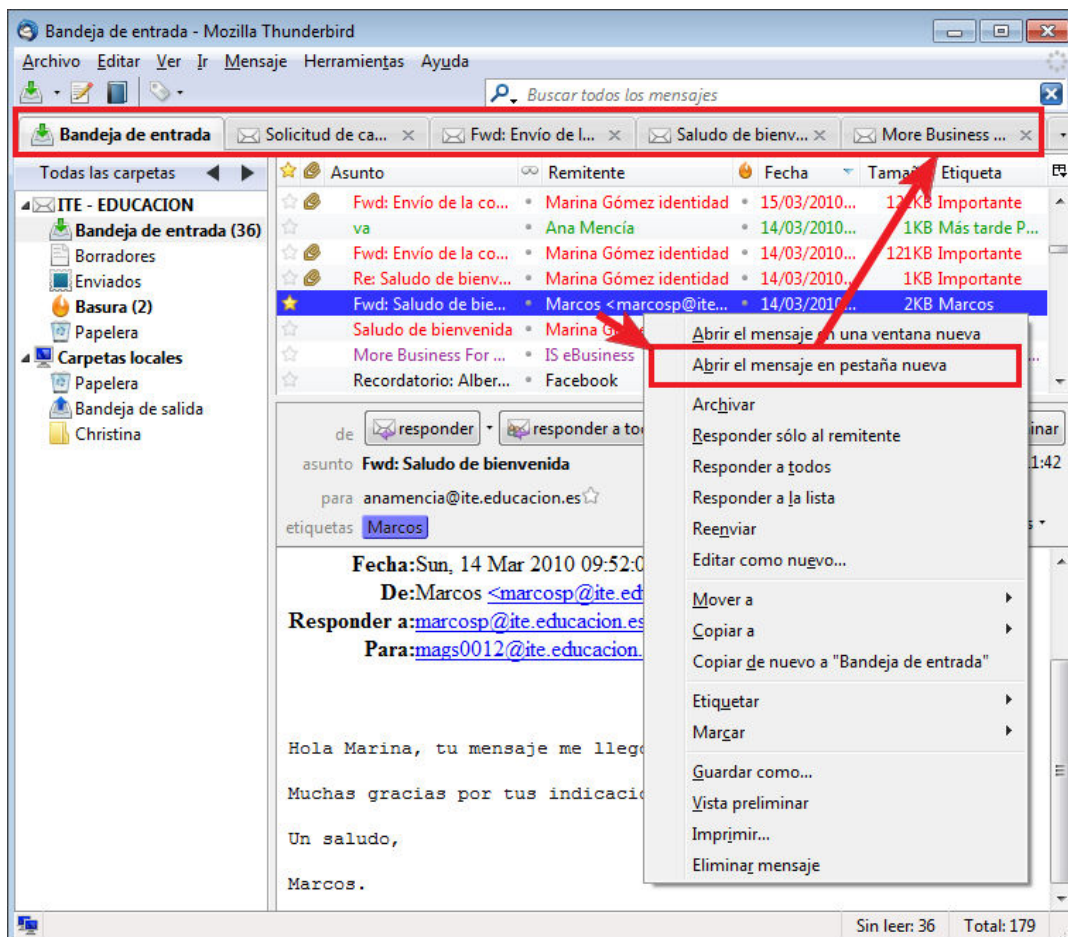 Bandeja de entrada - Mozilla Thunderbird
Archivo Editar Ver Ir Mensaje Herramientas Ayuda
Buscar todos los mensajes
Bandeja de entrada Solicitud de ca... Fwd: Envío de l... Saludo de bienv... More Business ...
Todas las carpetas
Asunto Remitente Fecha Etiqueta
ITE - EDUCACION
Bandeja de entrada (36)
Borradores
Enviados
Basura (2)
Papelera
Carpetas locales
Papelera
Bandeja de salida
Christina
Fwd: Envío de la co... Marina Gómez identidad 15/03/2010... 121KB Importante
va Ana Mencía 14/03/2010... 1KB Más tarde P...
Fwd: Envío de la co... Marina Gómez identidad 14/03/2010... 121KB Importante
Re: Saludo de bienv... Marina Gómez identidad 14/03/2010... 1KB Importante
Fwd: Saludo de bie... Marcos <marcosp@ite... 14/03/2010... 2KB Marcos
Saludo de bienvenida Marina
More Business For ... IS eBusiness
Recordatorio: Alber... Facebook
de responder responder a
asunto Fwd: Saludo de bienvenida
para anamencia@ite.educacion.es
etiquetas Marcos
Fecha:Sun, 14 Mar 2010 09:52:0
De:Marcos <marcosp@ite.ed
Responder a:marcosp@ite.educacion.es
Para:mags0012@ite.educacion.
Hola Marina, tu mensaje me llegó
Muchas gracias por tus
Un saludo,
Marcos.
Abrir el mensaje en una ventana nueva
Abrir el mensaje en pestaña nueva
Archivar
Responder sólo al remitente
Responder a todos
Responder a la lista
Reenviar
Editar como nuevo...
Mover a
Copiar a
Copiar de nuevo a "Bandeja de entrada"
Etiquetar
Marcar
Guardar como...
Vista preliminar
Imprimir...
Eliminar mensaje
Sin leer: 36 Total: 179